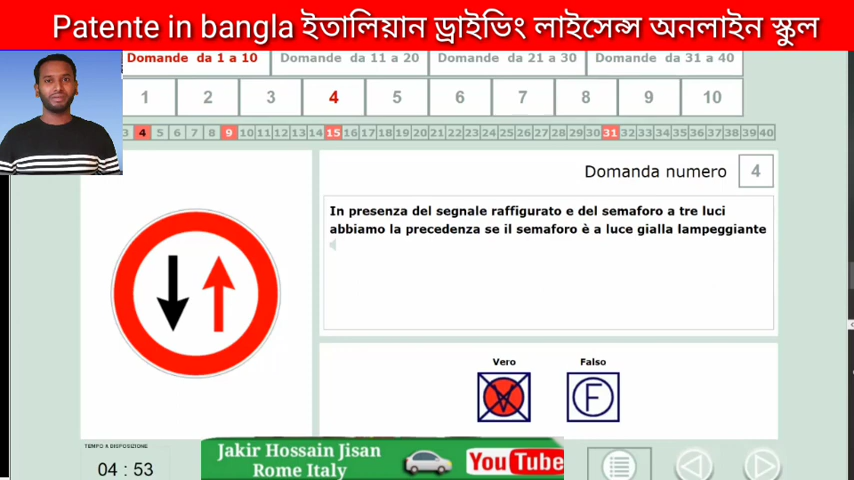 Patente in bangla ইতালিয়ান ড্রাইভিং লাইসেন্স অনলাইন স্কুল
Domande da 1 a 10 Domande da 11 a 20 Domande da 21 a 30 Domande da 31 a 40
1 2 3 4 5 6 7 8 9 10
3 4 5 6 7 8 9 10 11 12 13 14 15 16 17 18 19 20 21 22 23 24 25 26 27 28 29 30 31 32 33 34 35 36 37 38 39 40
Domanda numero 4
In presenza del segnale raffigurato e del semaforo a tre luci
abbiamo la precedenza se il semaforo è a luce gialla lampeggiante
Vero Falso
V F
TEMPO A DISPOSIZIONE
04 : 53
Jakir Hossain Jisan
Rome Italy
YouTube